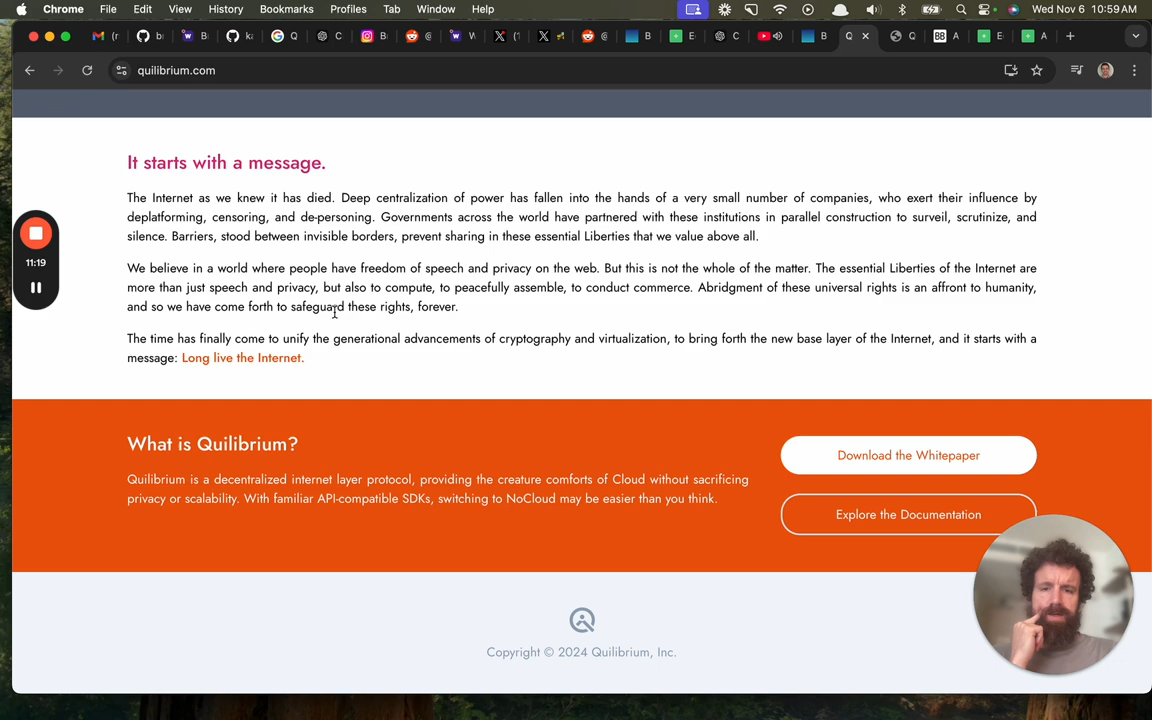 Chrome File Edit View History Bookmarks Profiles Tab Window Help Wed Nov 6 10:59 AM
quilibrium.com
It starts with a message.
The Internet as we knew it has died. Deep centralization of power has fallen into the hands of a very small number of companies, who exert their influence by
deplatforming, censoring, and de-personing. Governments across the world have partnered with these institutions in parallel construction to surveil, scrutinize, and
silence. Barriers, stood between invisible borders, prevent sharing in these essential Liberties that we value above all.
11:19
We believe in a world where people have freedom of speech and privacy on the web. But this is not the whole of the matter. The essential Liberties of the Internet are
more than just speech and privacy, but also to compute, to peacefully assemble, to conduct commerce. Abridgment of these universal rights is an affront to humanity,
and so we have come forth to safeguard these rights, forever.
The time has finally come to unify the generational advancements of cryptography and virtualization, to bring forth the new base layer of the Internet, and it starts with a
message: Long live the Internet.
What is Quilibrium?
Quilibrium is a decentralized internet layer protocol, providing the creature comforts of Cloud without sacrificing
privacy or scalability. With familiar API-compatible SDKs, switching to NoCloud may be easier than you think.
Download the Whitepaper
Explore the Documentation
Copyright © 2024 Quilibrium, Inc.